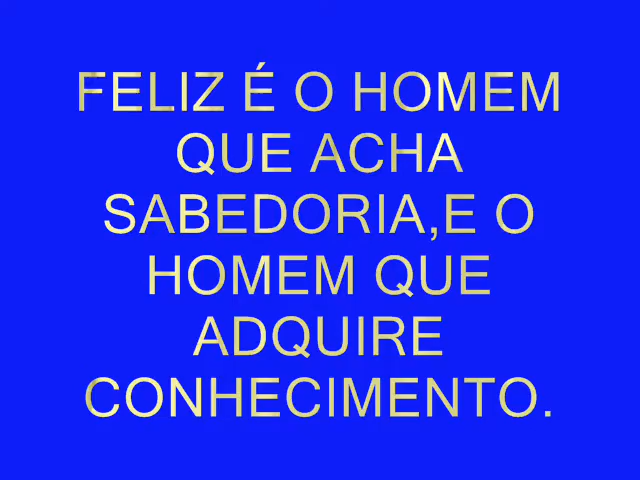 FELIZ É O HOMEM
QUE ACHA
SABEDORIA,E O
HOMEM QUE
ADQUIRE
CONHECIMENTO.